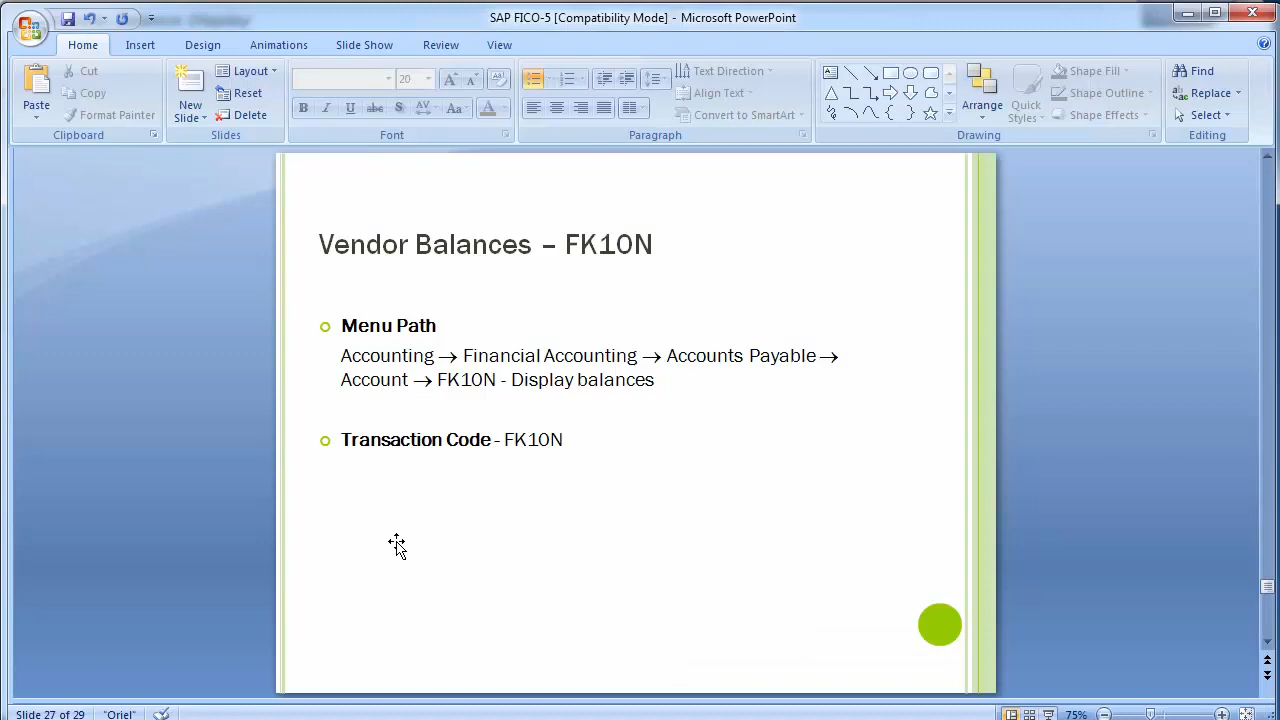 SAP FICO-5 [Compatibility Mode] - Microsoft PowerPoint
Home Insert Design Animations Slide Show Review View
Paste
Cut
Copy
Format Painter
Clipboard
New Slide
Layout
Reset
Delete
Slides
20
B I U abc S AV Aa A
Font
Text Direction
Align Text
Convert to SmartArt
Paragraph
Arrange
Quick Styles
Shape Fill
Shape Outline
Shape Effects
Drawing
Find
Replace
Select
Editing
Vendor Balances – FK10N
Menu Path
Accounting → Financial Accounting → Accounts Payable →
Account → FK10N - Display balances
Transaction Code - FK10N
Slide 27 of 29 "Oriel" 75%